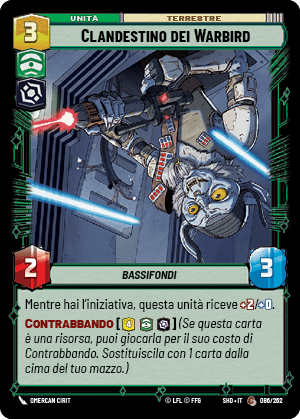 UNITÀ
TERRESTRE
3
CLANDESTINO DEI WARBIRD
2
BASSIFONDI
3
Mentre hai l'iniziativa, questa unità riceve +2/+0.
CONTRABBANDO [4] (Se questa carta
è una risorsa, puoi giocarla per il suo costo di
Contrabbando. Sostituiscila con 1 carta dalla
cima del tuo mazzo.)
OMERCAN CIRIT
© LFL © FFG
SHD • IT
086/262